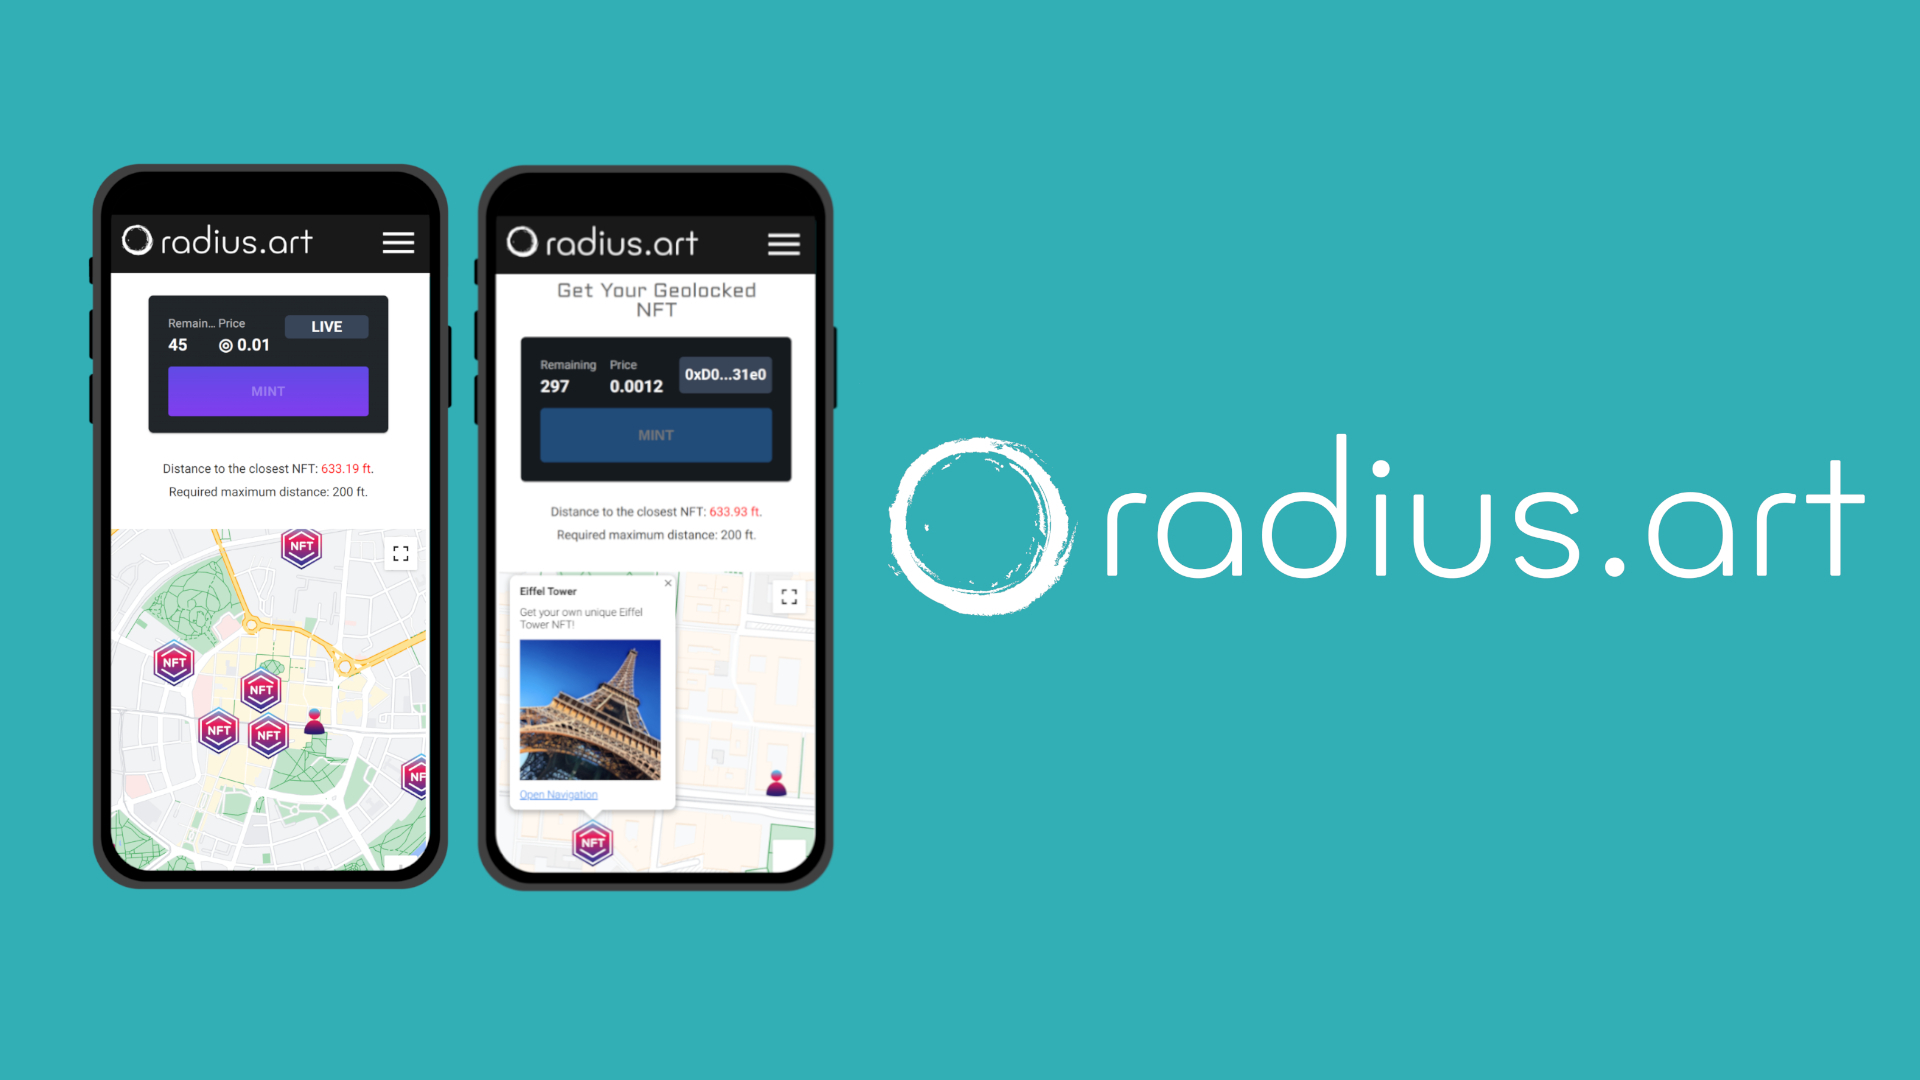 radius.art
Remain... Price
LIVE
45
◎ 0.01
MINT
Distance to the closest NFT: 633.19 ft.
Required maximum distance: 200 ft.
NFT
NFT
NFT
NFT
NFT
NF
radius.art
Get Your Geolocked
NFT
Remaining
Price
297
0.0012
0xD0...31e0
MINT
Distance to the closest NFT: 633.93 ft.
Required maximum distance: 200 ft.
Eiffel Tower
Get your own unique Eiffel
Tower NFT!
Open Navigation
NFT
radius.art